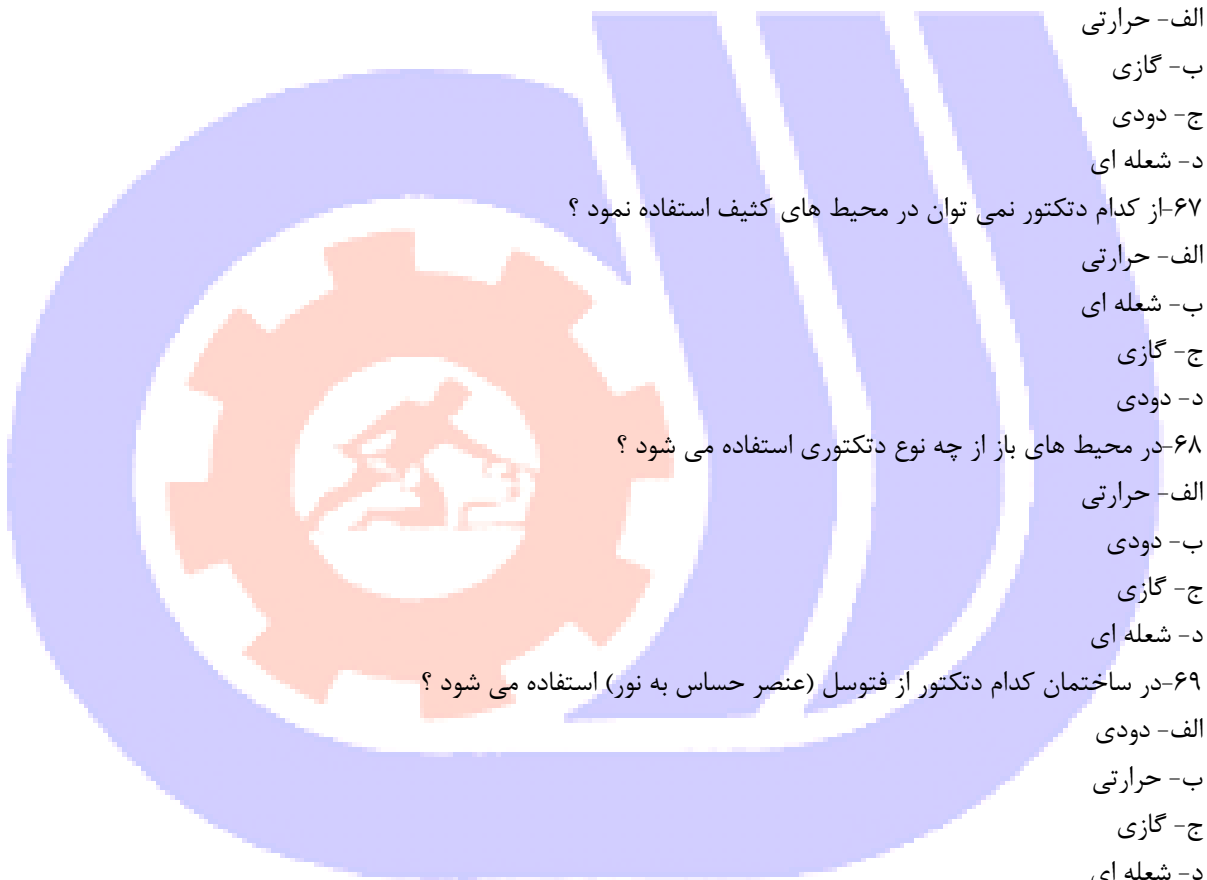 الف- حرارتی
ب- گازی
ج- دودی
د- شعله ای
۶۷-از کدام دتکتور نمی توان در محیط های کثیف استفاده نمود ؟
الف- حرارتی
ب- شعله ای
ج- گازی
د- دودی
۶۸-در محیط های باز از چه نوع دتکتوری استفاده می شود ؟
الف- حرارتی
ب- دودی
ج- گازی
د- شعله ای
۶۹-در ساختمان کدام دتکتور از فتوسل (عنصر حساس به نور) استفاده می شود ؟
الف- دودی
ب- حرارتی
ج- گازی
د- شعله ای